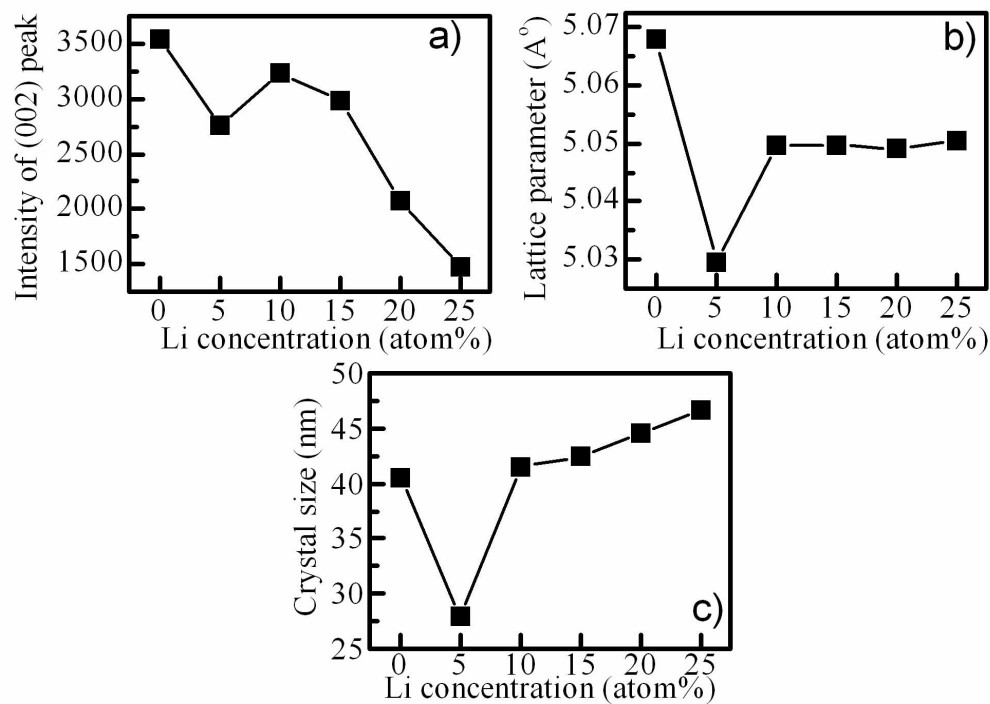 a)
Intensity of (002) peak
3500
3000
2500
2000
1500
0 5 10 15 20 25
Li concentration (atom%)
b)
Lattice parameter (A°)
5.07
5.06
5.05
5.04
5.03
0 5 10 15 20 25
Li concentration (atom%)
c)
Crystal size (nm)
50
45
40
35
30
25
0 5 10 15 20 25
Li concentration (atom%)